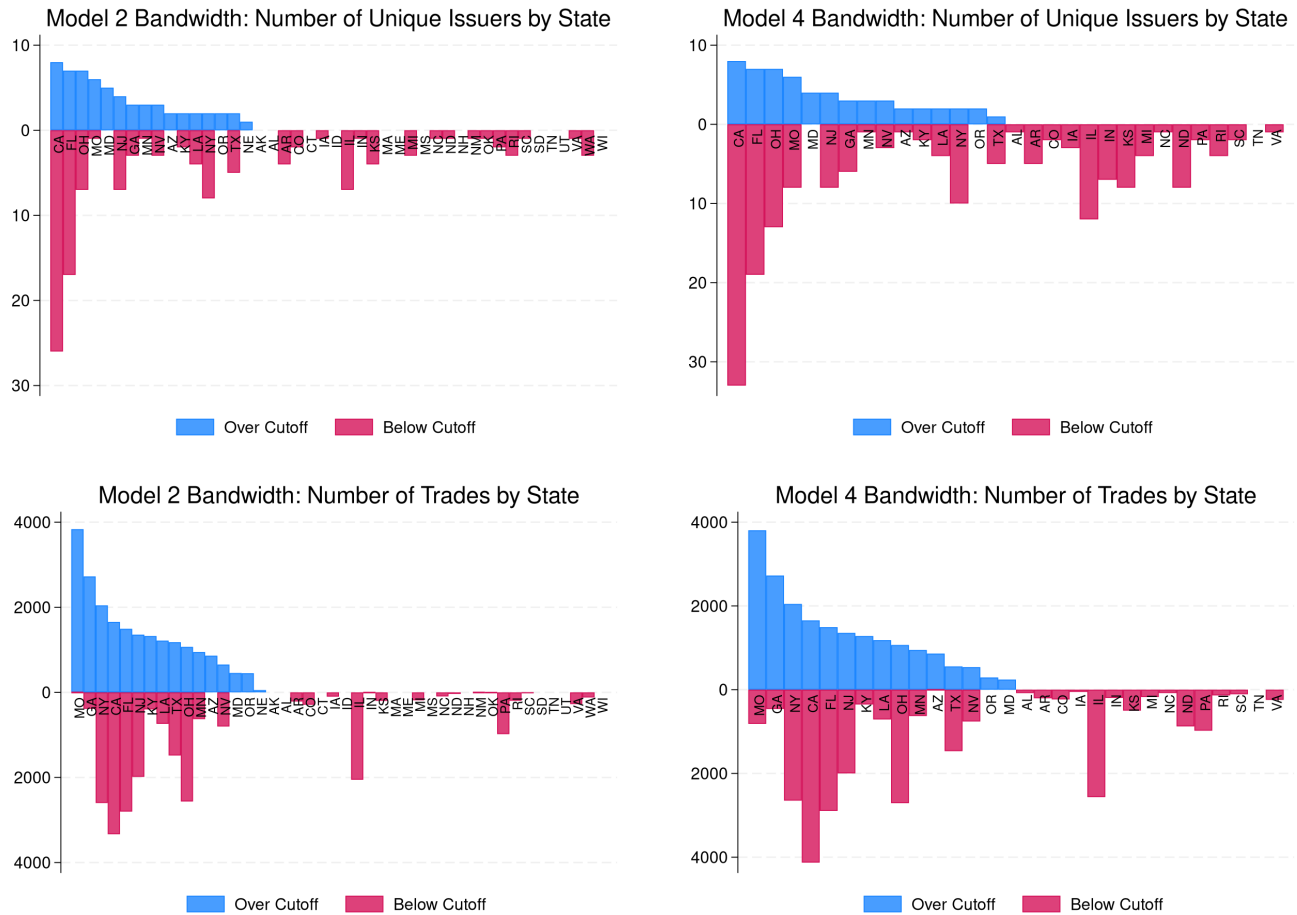 Model 2 Bandwidth: Number of Unique Issuers by State
10
0
10
20
30
CA FL OH MO MD NJ GA MN NV AZ KY LA NY OR TX NE AK AL AR CO CT IA ID IL IN KS MA ME MI MS NC ND NH NM OK PA RI SC SD TN UT VA WA WI
Over Cutoff Below Cutoff
Model 4 Bandwidth: Number of Unique Issuers by State
10
0
10
20
30
CA FL OH MO MD NJ GA MN NV AZ KY LA NY OR TX AL AR CO IA IL IN KS MI NC ND PA RI SC TN VA
Over Cutoff Below Cutoff
Model 2 Bandwidth: Number of Trades by State
4000
2000
0
2000
4000
MO GA NY CA FL NJ KY LA TX OH MN AZ NV MD OR NE AK AL AR CO CT IA ID IL IN KS MA ME MI MS NC ND NH NM OK PA RI SC SD TN UT VA WA WI
Over Cutoff Below Cutoff
Model 4 Bandwidth: Number of Trades by State
4000
2000
0
2000
4000
MO GA NY CA FL NJ KY LA OH MN AZ TX NV OR MD AL AR CO IA IL IN KS MI NC ND PA RI SC TN VA
Over Cutoff Below Cutoff